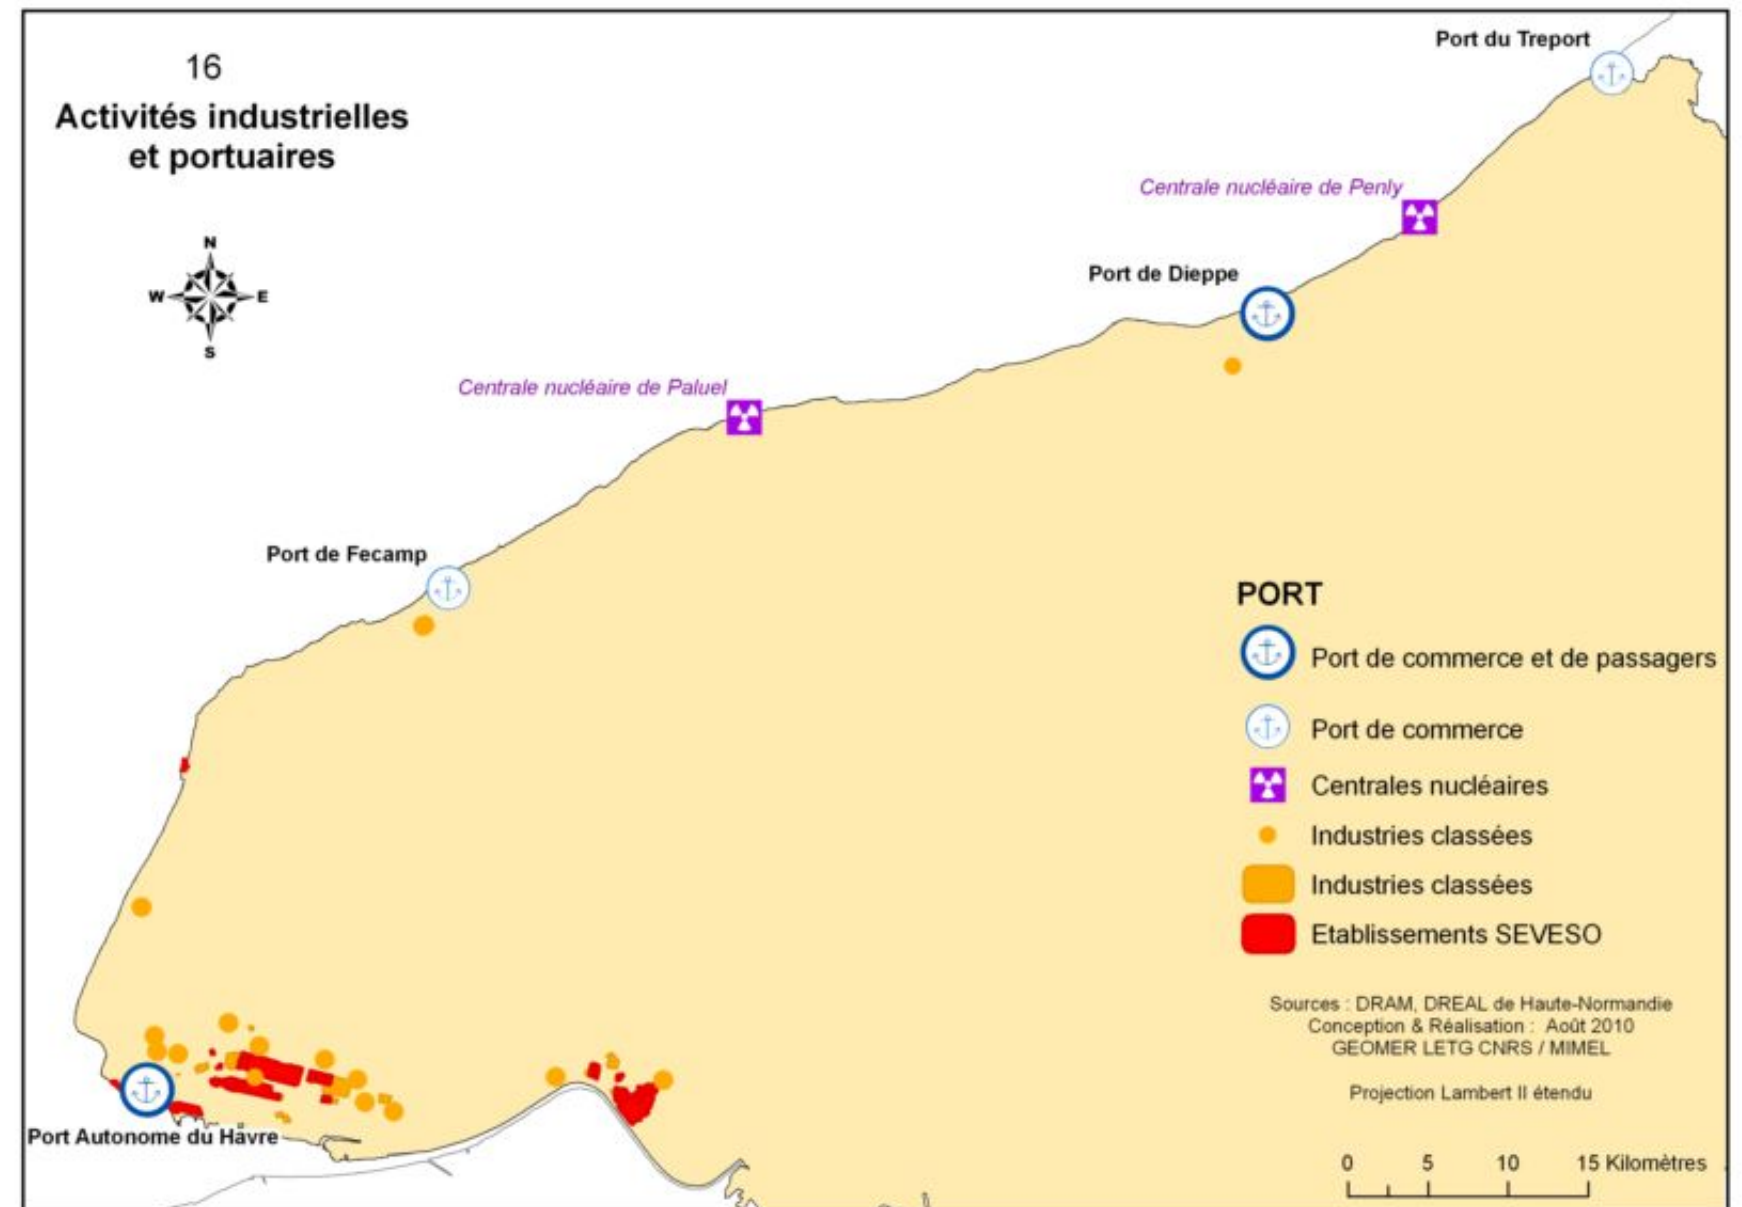 16
Activités industrielles
et portuaires
N
W
E
S
Port du Treport
Centrale nucléaire de Penly
Port de Dieppe
Centrale nucléaire de Paluel
Port de Fecamp
Port Autonome du Hâvre
PORT
Port de commerce et de passagers
Port de commerce
Centrales nucléaires
Industries classées
Industries classées
Etablissements SEVESO
Sources : DRAM, DREAL de Haute-Normandie
Conception & Réalisation : Août 2010
GEOMER LETG CNRS / MIMEL
Projection Lambert II étendu
0 5 10 15 Kilomètres